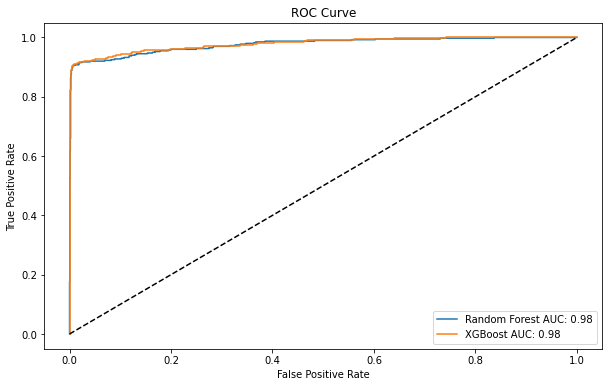 ROC Curve
True Positive Rate
1.0
0.8
0.6
0.4
0.2
0.0
0.0
0.2
0.4
0.6
0.8
1.0
False Positive Rate
Random Forest AUC: 0.98
XGBoost AUC: 0.98